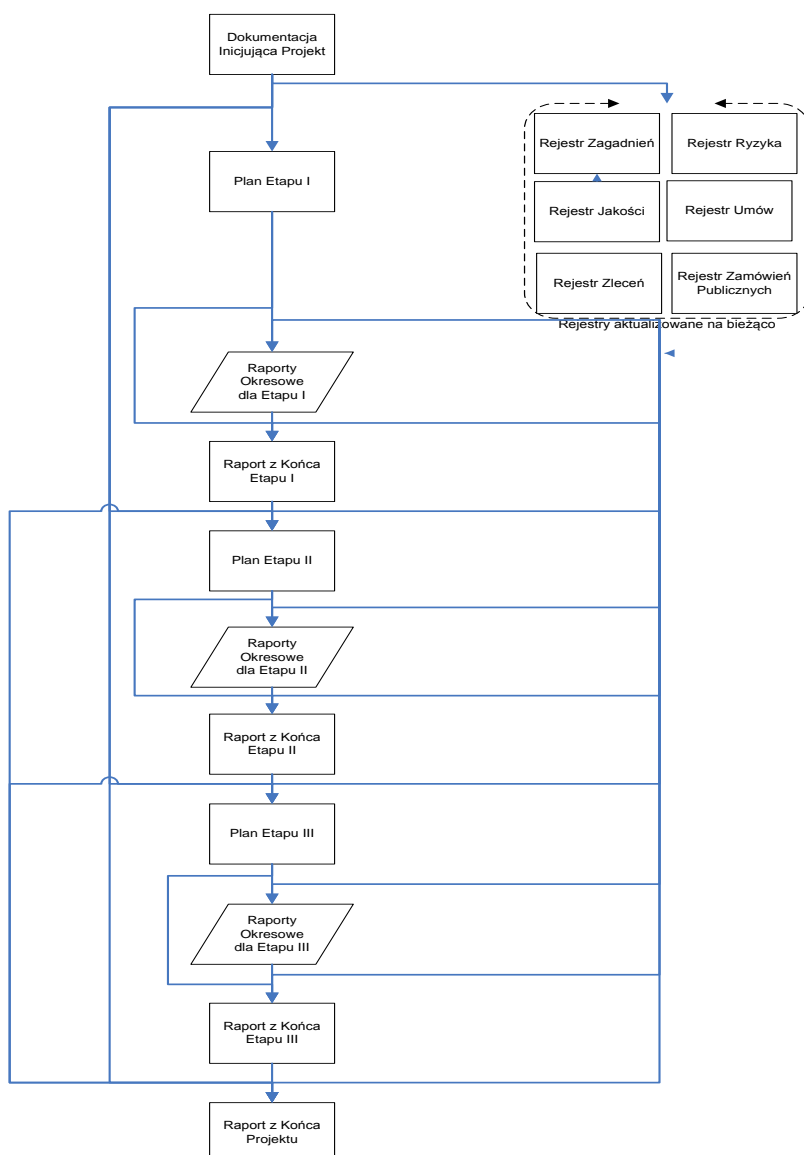 Dokumentacja
Inicjująca Projekt
Rejestr Zagadnień
Rejestr Ryzyka
Plan Etapu I
Rejestr Jakości
Rejestr Umów
Rejestr Zleceń
Rejestr Zamówień
Publicznych
Rejestry aktualizowane na bieżąco
Raporty
Okresowe
dla Etapu I
Raport z Końca
Etapu I
Plan Etapu II
Raporty
Okresowe
dla Etapu II
Raport z Końca
Etapu II
Plan Etapu III
Raporty
Okresowe
dla Etapu III
Raport z Końca
Etapu III
Raport z Końca
Projektu